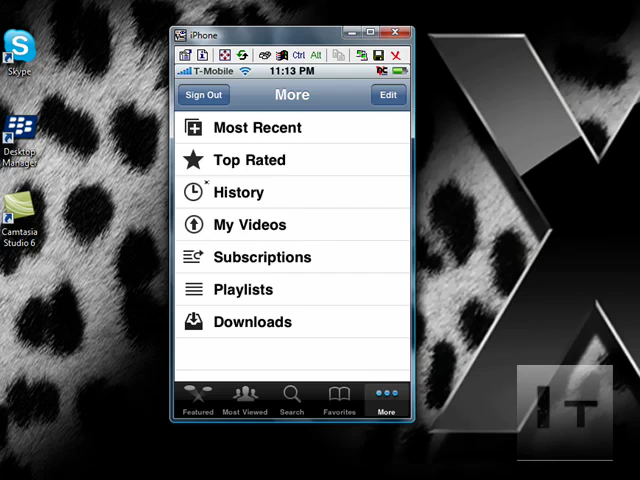 Skype
Desktop
Manager
Camtasia
Studio 6
iPhone
Ctrl Alt
T-Mobile 11:13 PM
Sign Out More Edit
Most Recent
Top Rated
History
My Videos
Subscriptions
Playlists
Downloads
Featured Most Viewed Search Favorites More
IT